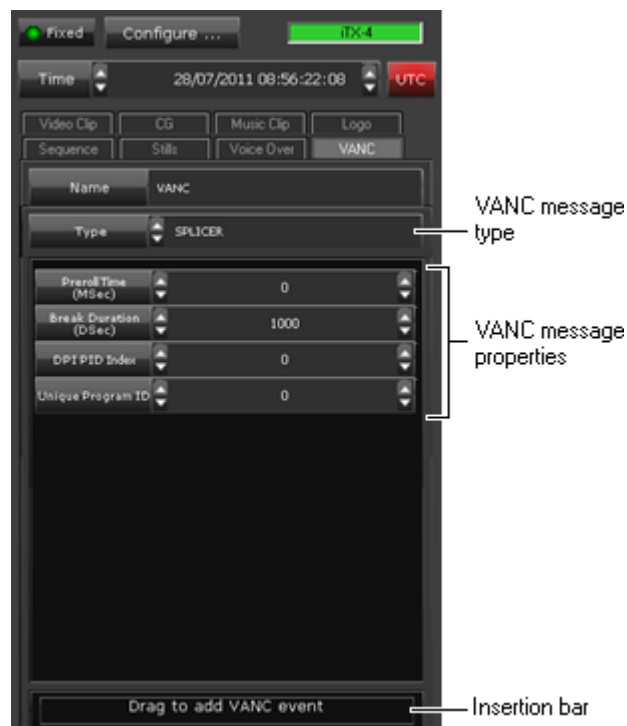 Fixed
Configure ...
iTX-4
Time
28/07/2011 08:56:22:08
UTC
Video Clip
CG
Music Clip
Logo
Sequence
Stills
Voice Over
VANC
Name
VANC
Type
SPLICER
VANC message
type
Preroll Time
(MSec)
0
Break Duration
(DSec)
1000
DPI PID Index
0
Unique Program ID
0
VANC message
properties
Drag to add VANC event
Insertion bar